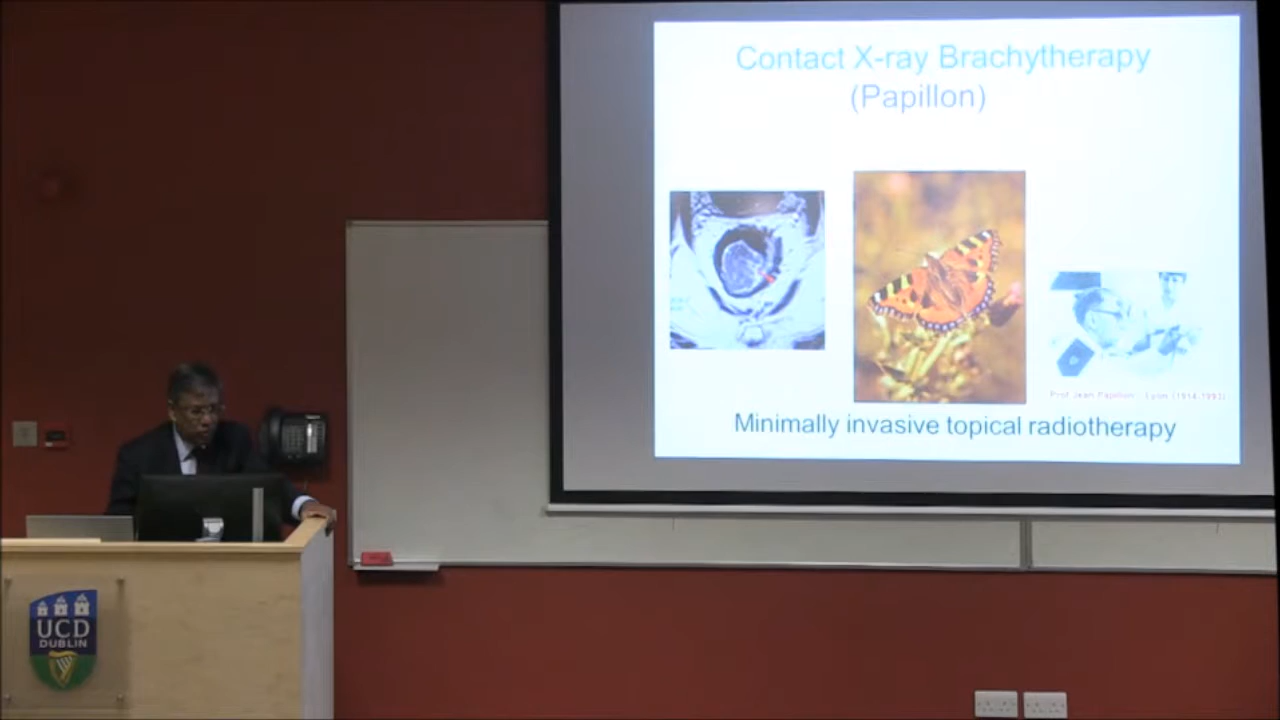 Contact X-ray Brachytherapy
(Papillon)
Prof Jean Papillon : Lyon (1914-1993)
Minimally invasive topical radiotherapy
UCD
DUBLIN